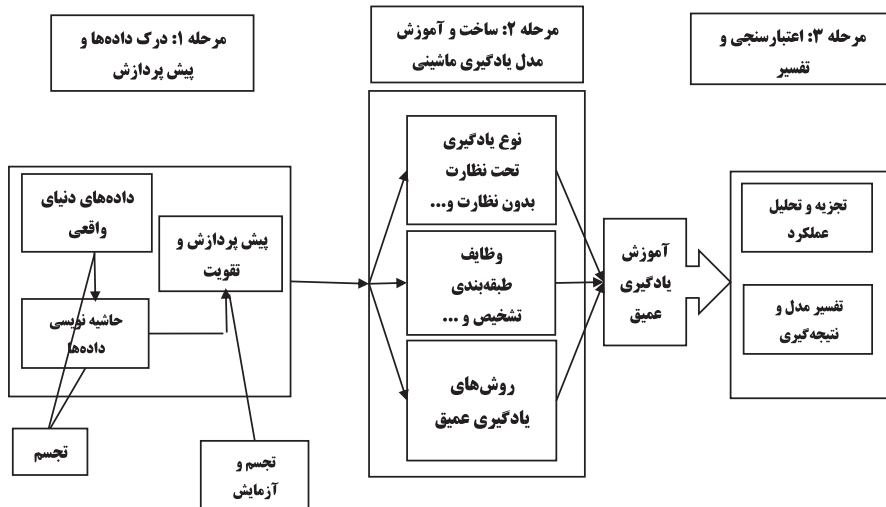 مرحله ۱: درک داده‌ها و
پیش پردازش
مرحله ۲: ساخت و آموزش
مدل یادگیری ماشینی
مرحله ۳: اعتبارسنجی و
تفسیر
داده‌های دنیای
واقعی
حاشیه نویسی
داده‌ها
پیش پردازش و
تقویت
تجسم
تجسم و
آزمایش
نوع یادگیری
تحت نظارت
بدون نظارت و...
وظایف
طبقه‌بندی
تشخیص و ...
روش‌های
یادگیری عمیق
آموزش
یادگیری
عمیق
تجزیه و تحلیل
عملکرد
تفسیر مدل و
نتیجه‌گیری